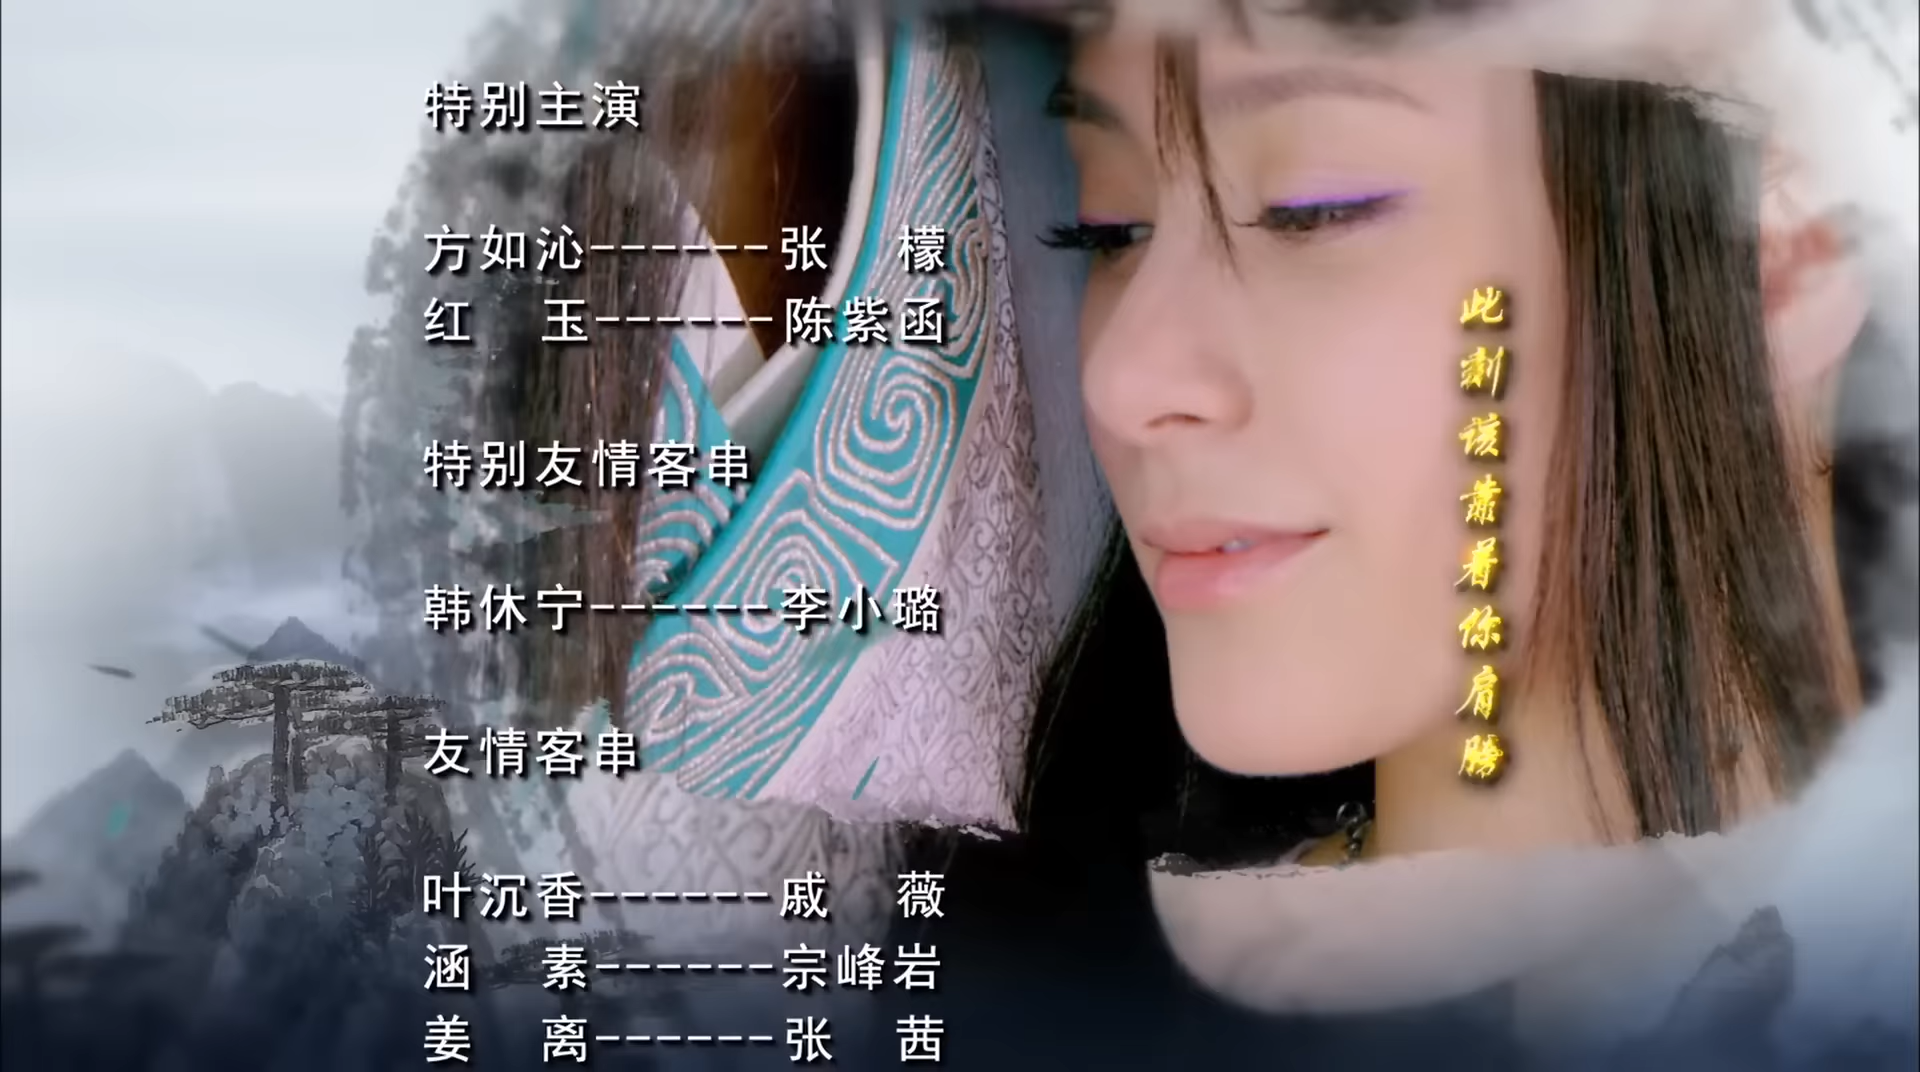 特别主演
方如沁------张 檬
红 玉------陈紫函
特别友情客串
韩休宁------李小璐
友情客串
叶沉香------戚 薇
涵 素------宗峰岩
姜 离------张 茜
此刻该靠着你肩膀